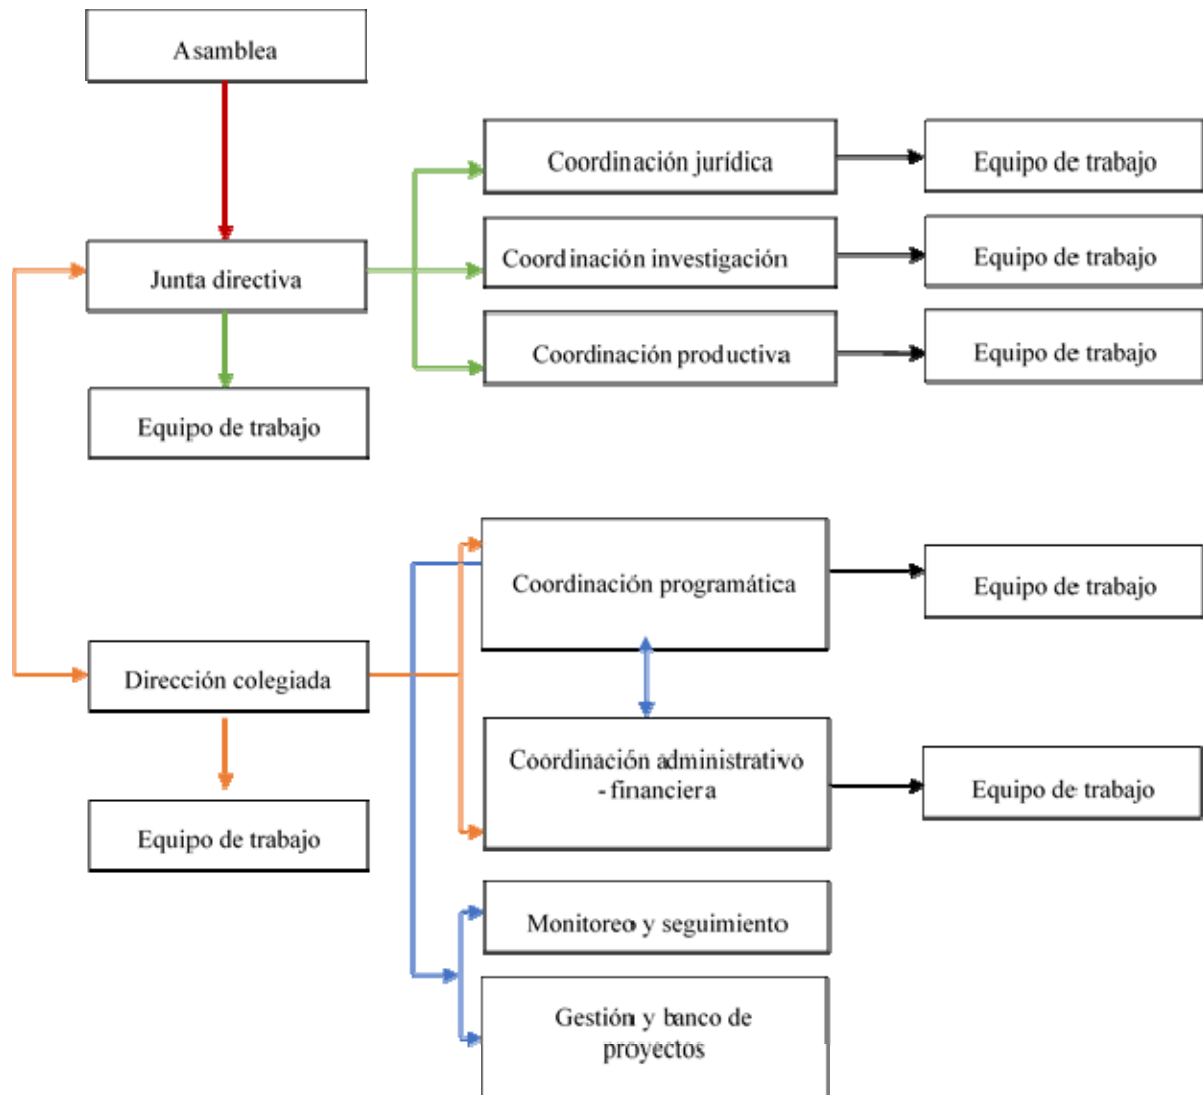 Asamblea
Coordinación jurídica
Equipo de trabajo
Coordinación investigación
Equipo de trabajo
Junta directiva
Coordinación productiva
Equipo de trabajo
Equipo de trabajo
Coordinación programática
Equipo de trabajo
Dirección colegiada
Coordinación administrativo
-financiera
Equipo de trabajo
Equipo de trabajo
Monitoreo y seguimiento
Gestión y banco de
proyectos